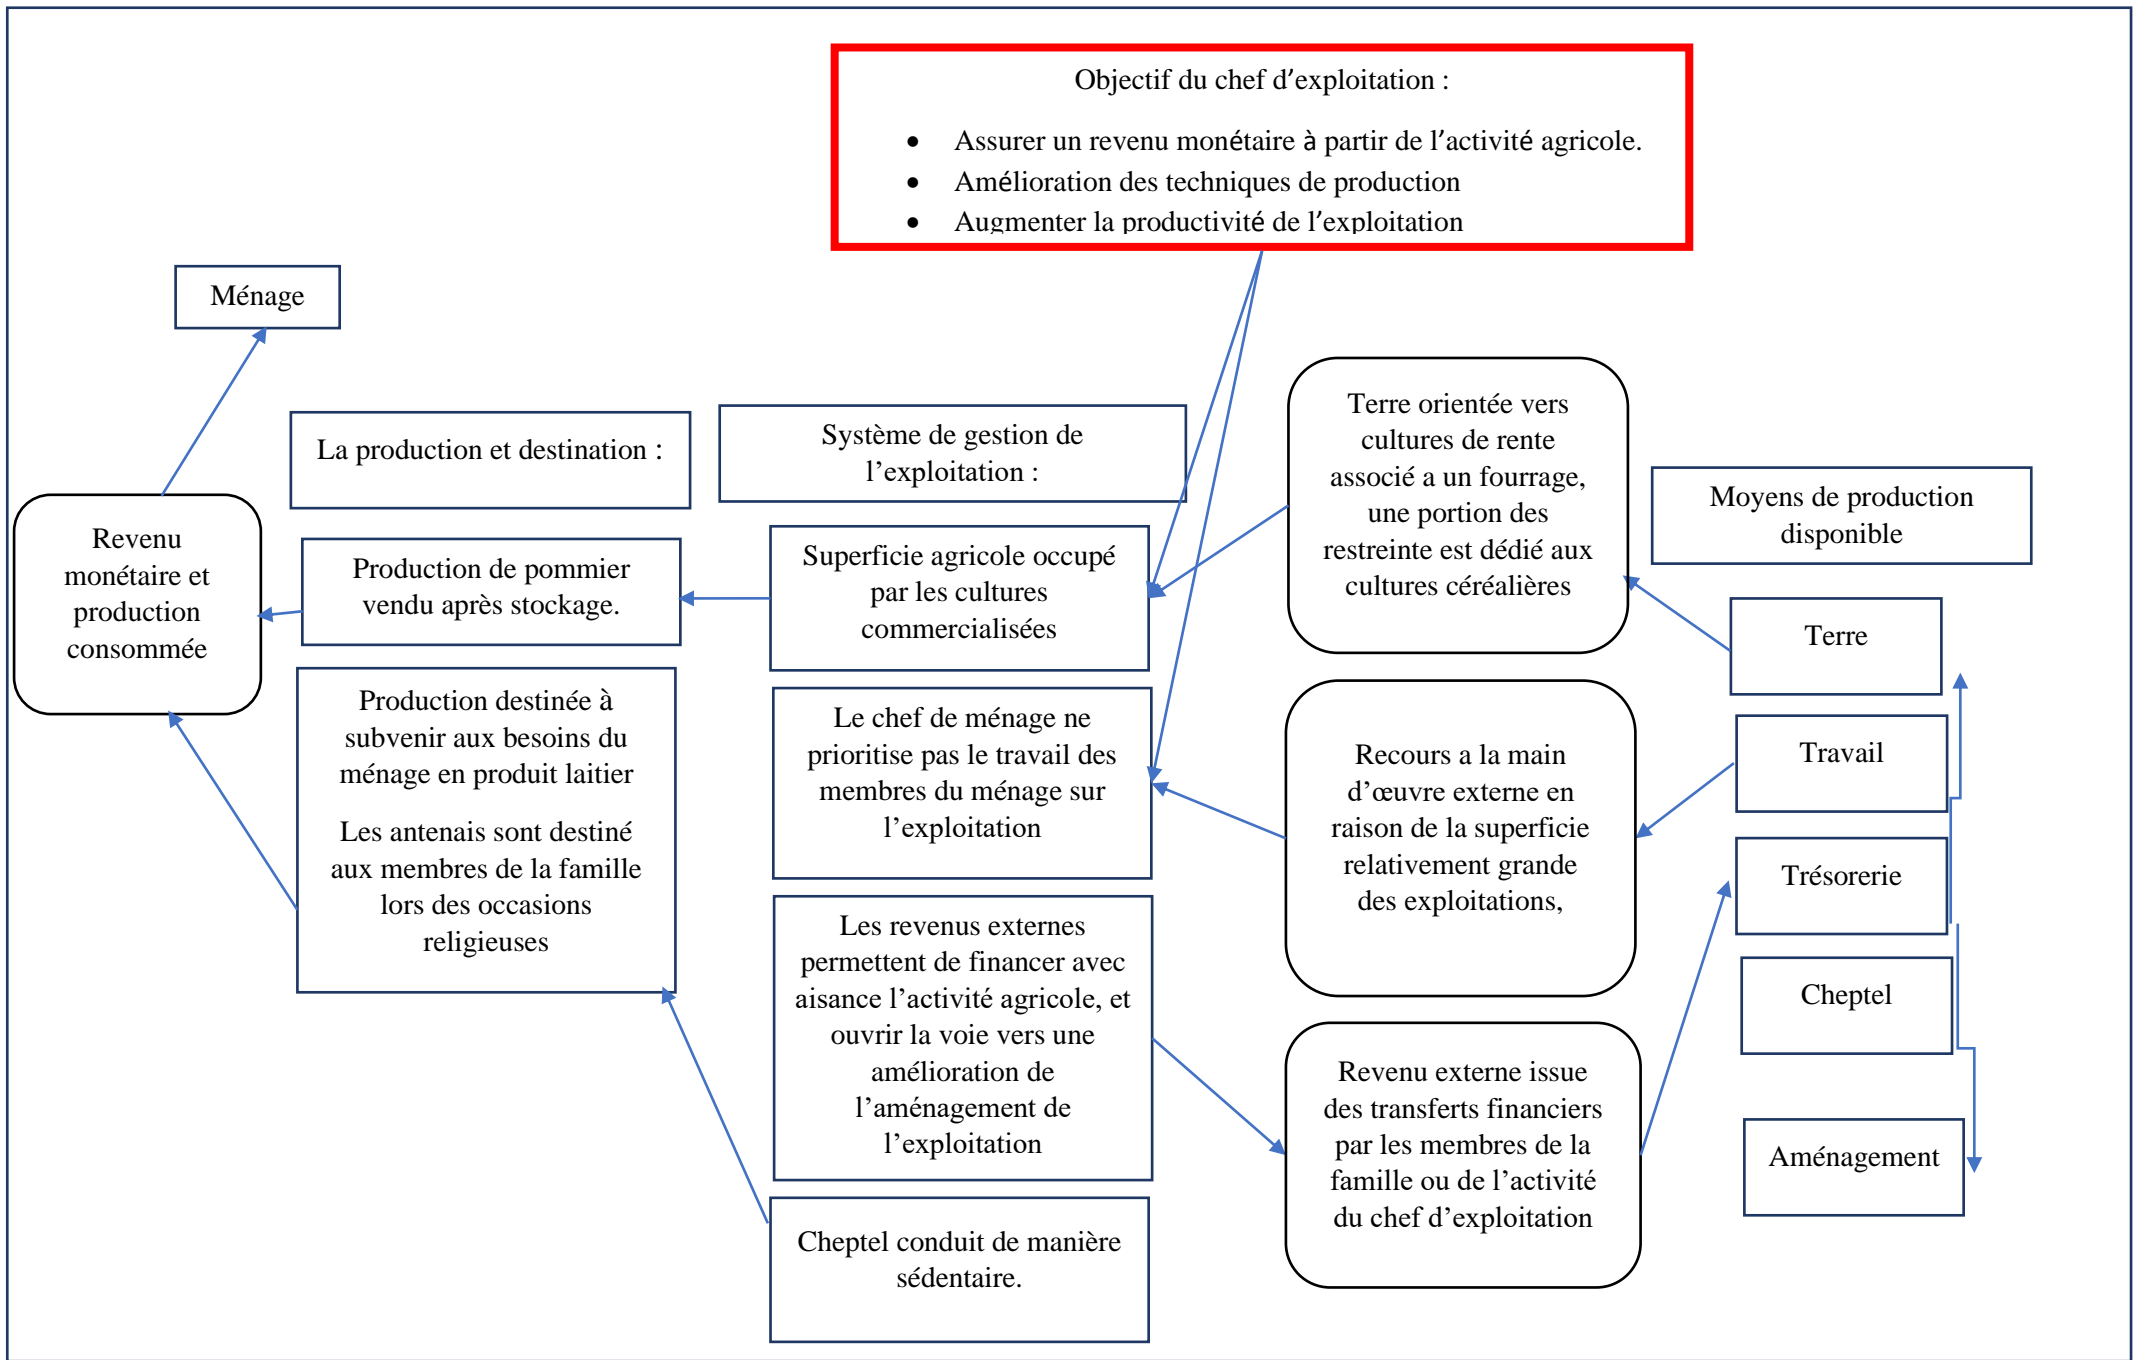 Objectif du chef d’exploitation :
• Assurer un revenu monétaire à partir de l’activité agricole.
• Amélioration des techniques de production
• Augmenter la productivité de l’exploitation
Ménage
La production et destination :
Système de gestion de
l’exploitation :
Terre orientée vers
cultures de rente
associé a un fourrage,
une portion des
restreinte est dédié aux
cultures céréalières
Moyens de production
disponible
Revenu
monétaire et
production
consommée
Production de pommier
vendu après stockage.
Superficie agricole occupé
par les cultures
commercialisées
Terre
Production destinée à
subvenir aux besoins du
ménage en produit laitier
Les antenais sont destiné
aux membres de la famille
lors des occasions
religieuses
Le chef de ménage ne
prioritise pas le travail des
membres du ménage sur
l’exploitation
Recours a la main
d’œuvre externe en
raison de la superficie
relativement grande
des exploitations,
Travail
Trésorerie
Les revenus externes
permettent de financer avec
aisance l’activité agricole, et
ouvrir la voie vers une
amélioration de
l’aménagement de
l’exploitation
Cheptel
Revenu externe issue
des transferts financiers
par les membres de la
famille ou de l’activité
du chef d’exploitation
Aménagement
Cheptel conduit de manière
sédentaire.